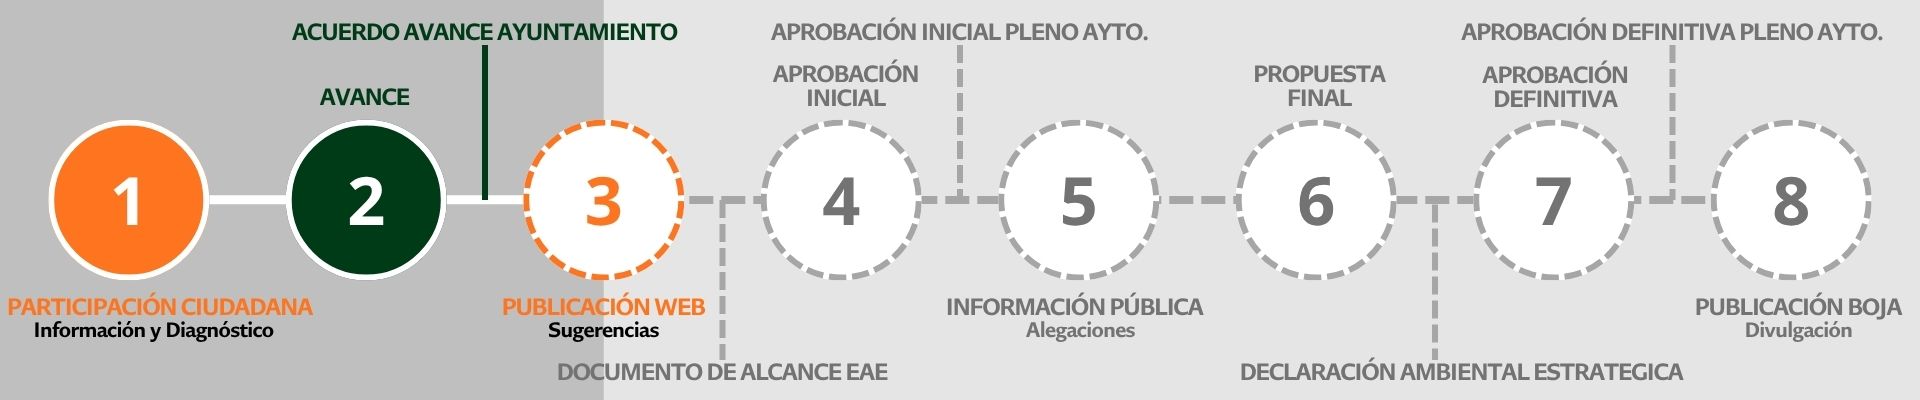 ACUERDO AVANCE AYUNTAMIENTO
APROBACIÓN INICIAL PLENO AYTO.
APROBACIÓN DEFINITIVA PLENO AYTO.
AVANCE
APROBACIÓN
INICIAL
PROPUESTA
FINAL
APROBACIÓN
DEFINITIVA
1
2
3
4
5
6
7
8
PARTICIPACIÓN CIUDADANA
Información y Diagnóstico
PUBLICACIÓN WEB
Sugerencias
INFORMACIÓN PÚBLICA
Alegaciones
PUBLICACIÓN BOJA
Divulgación
DOCUMENTO DE ALCANCE EAE
DECLARACIÓN AMBIENTAL ESTRATEGICA